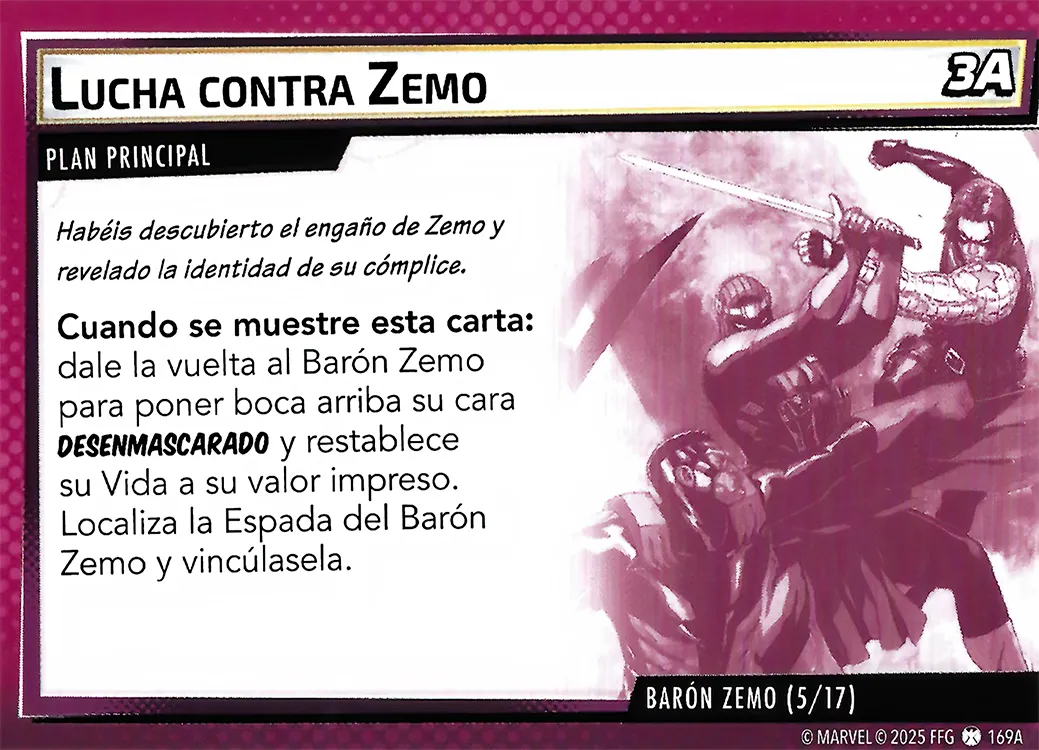 LUCHA CONTRA ZEMO
3A
PLAN PRINCIPAL
Habéis descubierto el engaño de Zemo y
revelado la identidad de su cómplice.
Cuando se muestre esta carta:
dale la vuelta al Barón Zemo
para poner boca arriba su cara
DESENMASCARADO y restablece
su Vida a su valor impreso.
Localiza la Espada del Barón
Zemo y vincúlasela.
BARÓN ZEMO (5/17)
© MARVEL © 2025 FFG 169A